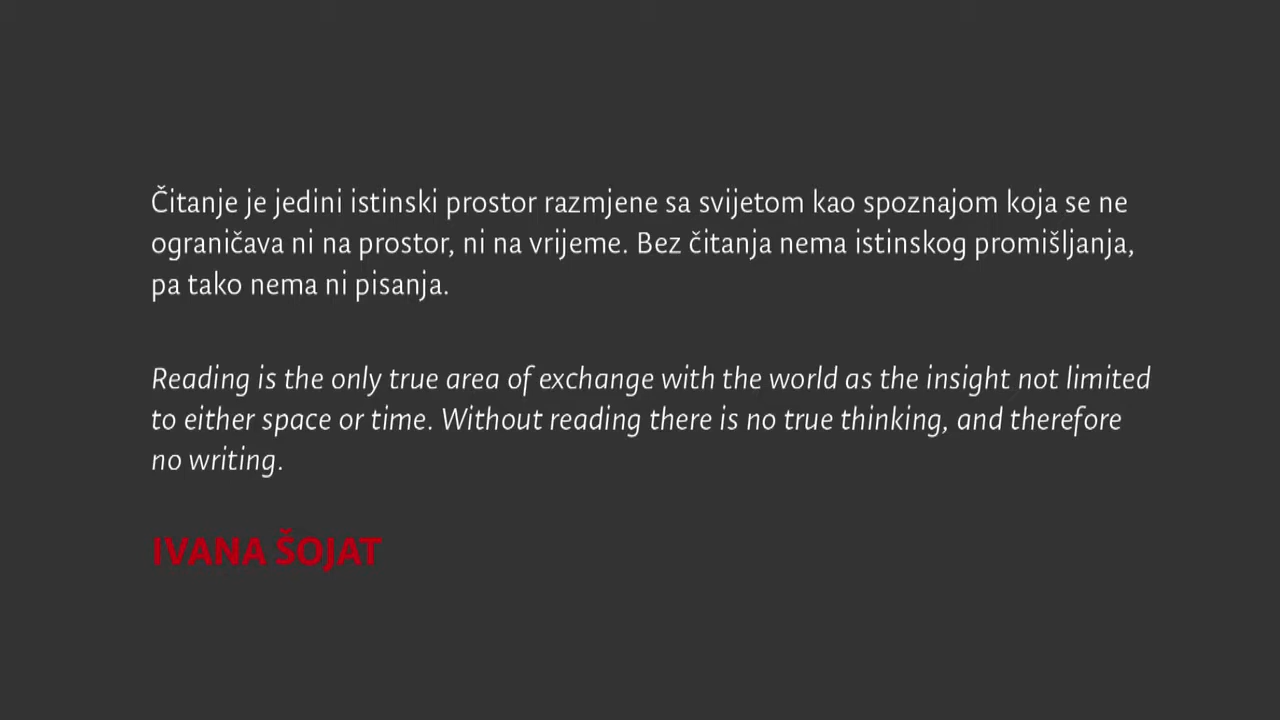 Čitanje je jedini istinski prostor razmjene sa svijetom kao spoznajom koja se ne
ograničava ni na prostor, ni na vrijeme. Bez čitanja nema istinskog promišljanja,
pa tako nema ni pisanja.
Reading is the only true area of exchange with the world as the insight not limited
to either space or time. Without reading there is no true thinking, and therefore
no writing.
IVANA ŠOJAT